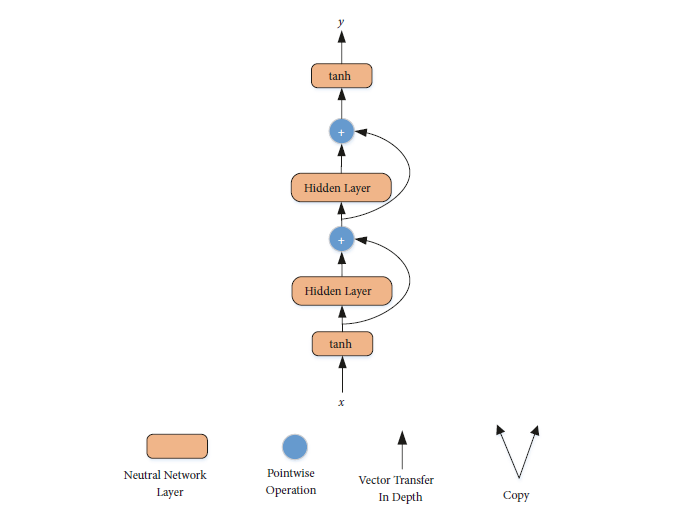 y
tanh
+
Hidden Layer
+
Hidden Layer
tanh
x
Neutral Network
Layer
Pointwise
Operation
Vector Transfer
In Depth
Copy